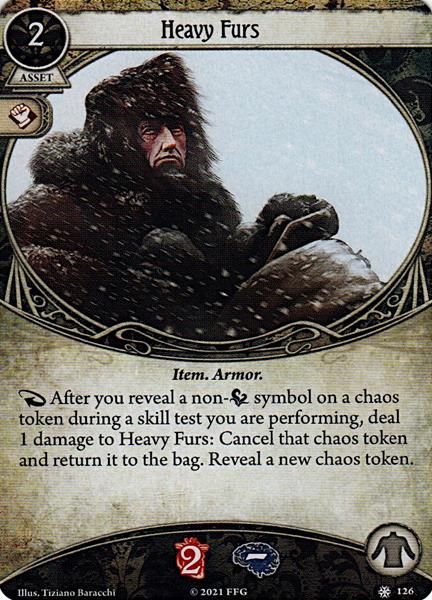 2
Heavy Furs
ASSET
Item. Armor.
After you reveal a non- symbol on a chaos
token during a skill test you are performing, deal
1 damage to Heavy Furs: Cancel that chaos token
and return it to the bag. Reveal a new chaos token.
2 –
Illus. Tiziano Baracchi © 2021 FFG 126